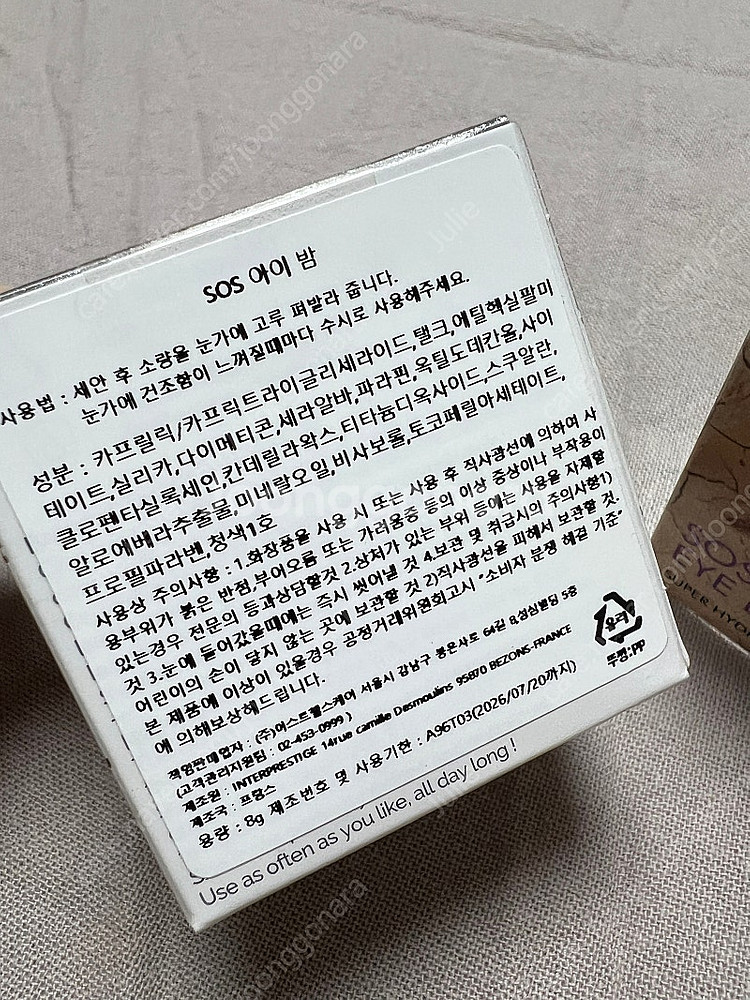 SOS 아이 밤
사용법 : 세안 후 소량을 눈가에 고루 펴발라 줍니다.
눈가에 건조함이 느껴질때마다 수시로 사용해주세요.
성분 : 카프릴릭/카프릭트라이글리세라이드,탤크,에틸헥실팔미
테이트,실리카,다이메티콘,세라알바,파라핀,옥틸도데칸올,사이
클로펜타실록세인,칸데릴라왁스,티타늄디옥사이드,스쿠알란,
알로에베라추출물,미네랄오일,비사보롤,토코페릴아세테이트,
프로필파라벤,청색1호
사용상 주의사항 : 1.화장품을 사용 시 또는 사용 후 직사광선에 의하여 사
용부위가 붉은 반점,부어오름 또는 가려움증 등의 이상 증상이나 부작용이
있는경우 전문의 등과상담할것 2.상처가 있는 부위 등에는 사용을 자제할
것 3.눈에 들어갔을때에는 즉시 씻어낼 것 4.보관 및 취급시의 주의사항1)
어린이의 손이 닿지 않는 곳에 보관할 것 2)직사광선을 피해서 보관할 것.
본 제품에 이상이 있을경우 공정거래위원회고시 "소비자 분쟁 해결 기준"
에 의해보상해드립니다.
책임판매업자 : (주)어스트헬스케어 서울시 강남구 봉은사로 64길 8,섬심빌딩 5층
(고객관리지원팀 : 02-453-0999 )
제조원 : INTERPRESTIGE 14rue camille Desmoulins 95870 BEZONS-FRANCE
제조국 : 프랑스
용량 : 8g 제조번호 및 사용기한 : A96T03(2026/07/20까지)
뚜껑:PP
Use as often as you like, all day long !
SOS
EYE
Julie
joonggonara